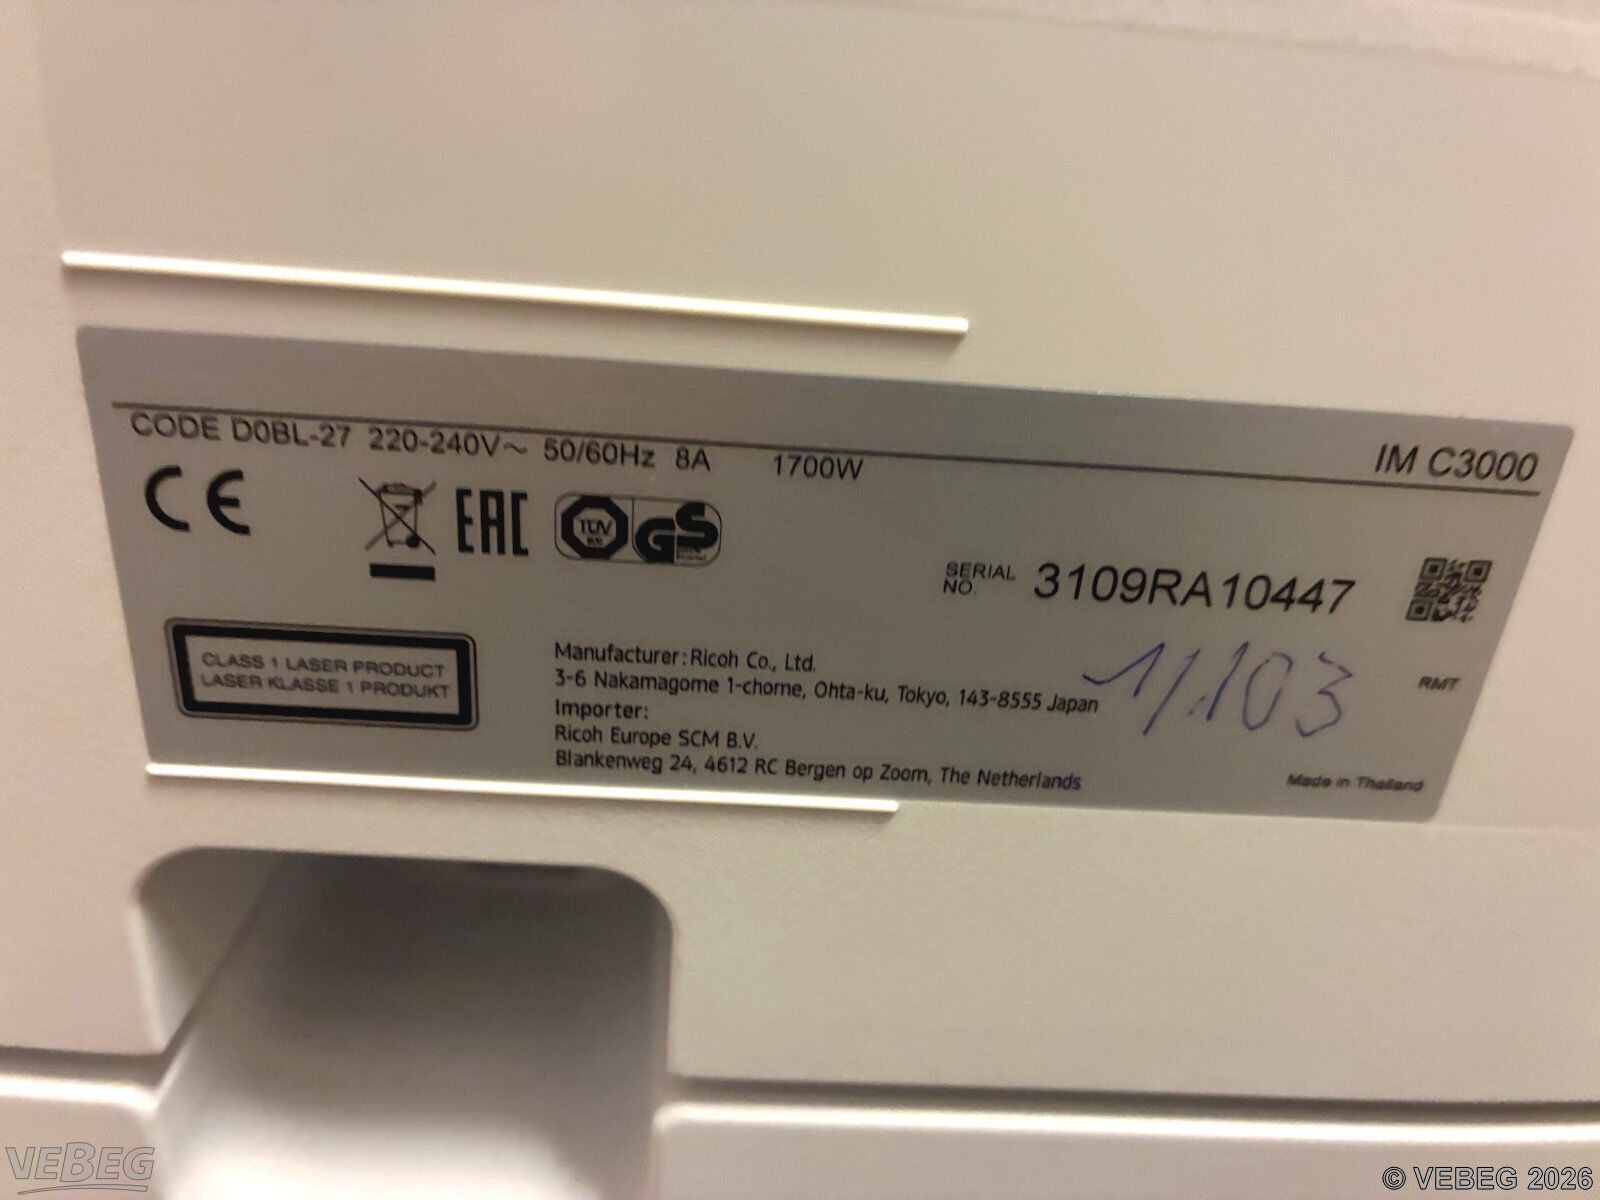 CODE D0BL-27 220-240V~ 50/60Hz 8A 1700W
IM C3000
CE
EAC
TÜV
GS
SERIAL
NO. 3109RA10447
CLASS 1 LASER PRODUCT
LASER KLASSE 1 PRODUKT
Manufacturer: Ricoh Co., Ltd.
3-6 Nakamagome 1-chome, Ohta-ku, Tokyo, 143-8555 Japan
Importer:
Ricoh Europe SCM B.V.
Blankenweg 24, 4612 RC Bergen op Zoom, The Netherlands
RMT
Made in Thailand
VEBEG
© VEBEG 2026